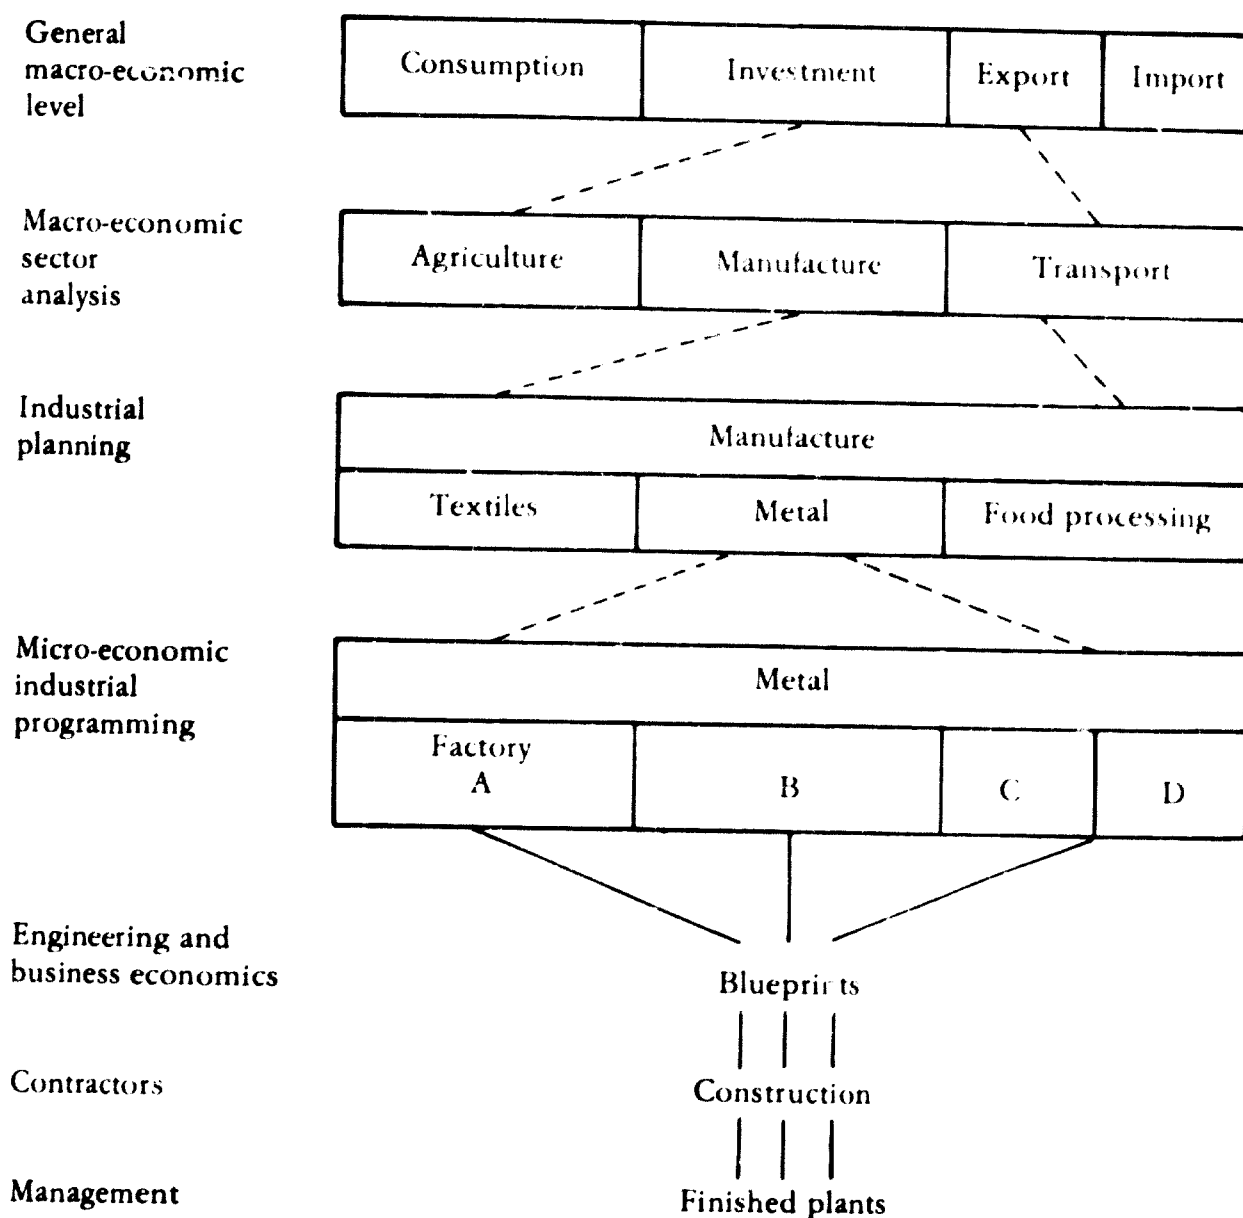 General
macro-economic
level
Consumption
Investment
Export
Import
Macro-economic
sector
analysis
Agriculture
Manufacture
Transport
Industrial
planning
Manufacture
Textiles
Metal
Food processing
Micro-economic
industrial
programming
Metal
Factory
A
B
C
D
Engineering and
business economics
Blueprints
Contractors
Construction
Management
Finished plants